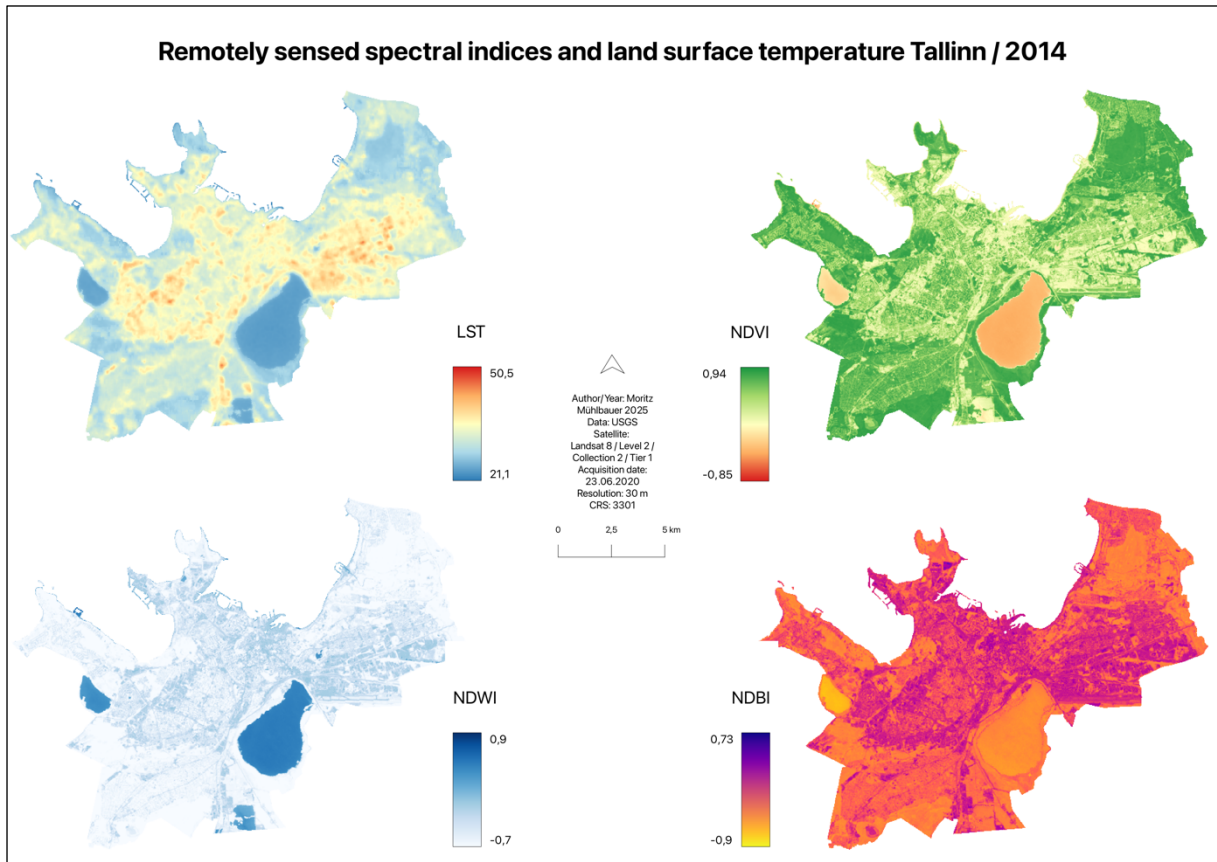 Remotely sensed spectral indices and land surface temperature Tallinn / 2014
LST
50,5
21,1
NDVI
0,94
-0,85
Author/Year: Moritz
Mühlbauer 2025
Data: USGS
Satellite:
Landsat 8 / Level 2 /
Collection 2 / Tier 1
Acquisition date:
23.06.2020
Resolution: 30 m
CRS: 3301
0 2,5 5 km
NDWI
0,9
-0,7
NDBI
0,73
-0,9